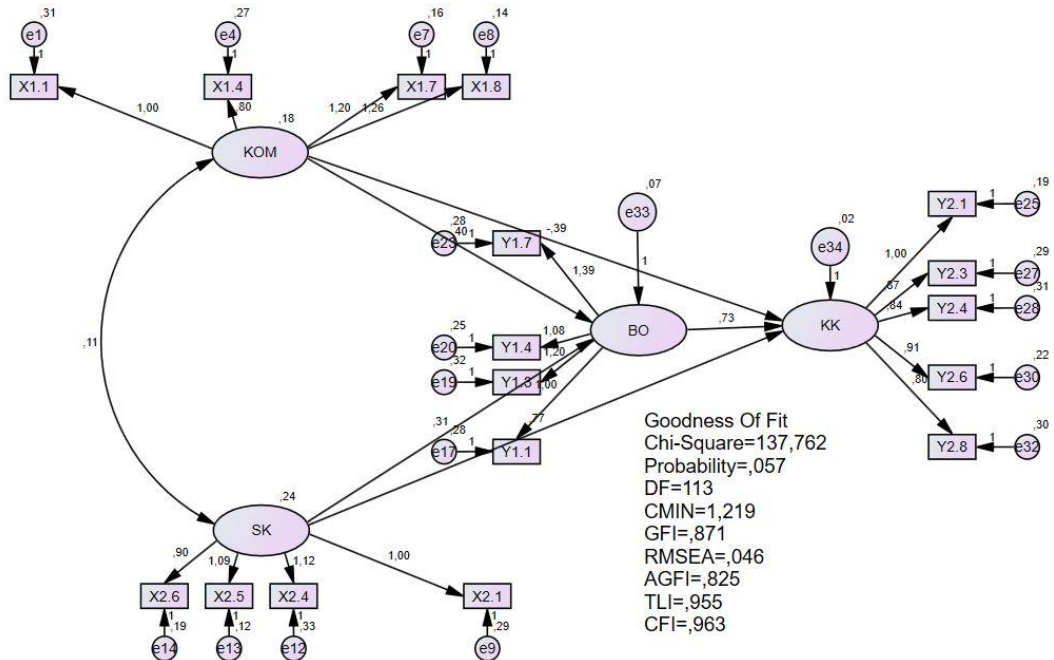 ,31
e1
1
X1.1
,27
e4
1
X1.4
,16
e7
1
X1.7
,14
e8
1
X1.8
1,00
,80
1,20
1,26
,18
KOM
,07
e33
1
,02
e34
1
,19
Y2.1
1
e25
,28
e23
,40
1
Y1.7
-,39
1,39
1,00
,29
Y2.3
1
e27
,87
,31
Y2.4
1
e28
,84
BO
,73
KK
,11
,25
e20
1
Y1.4
1,08
,32
e19
1
Y1.3
1,20
1,00
,91
,22
Y2.6
1
e30
,80
,30
Y2.8
1
e32
,31
,28
e17
1
Y1.1
,77
Goodness Of Fit
Chi-Square=137,762
Probability=,057
DF=113
CMIN=1,219
GFI=,871
RMSEA=,046
AGFI=,825
TLI=,955
CFI=,963
,24
SK
,90
1,09
1,12
1,00
X2.6
X2.5
X2.4
X2.1
1
,19
1
,12
1
,33
1
,29
e14
e13
e12
e9